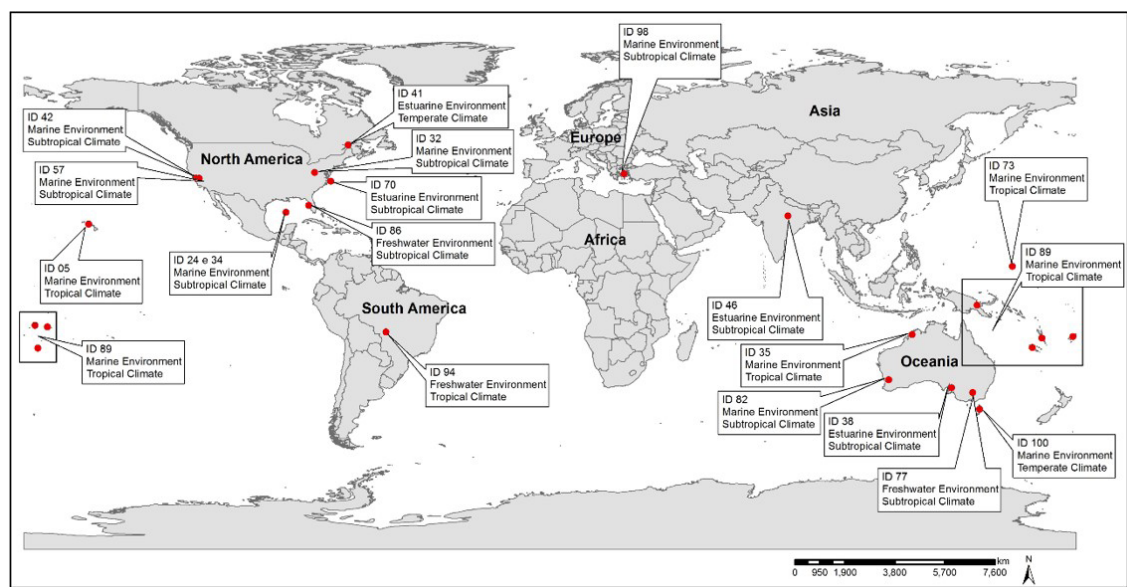 ID 98
Marine Environment
Subtropical Climate
ID 41
Estuarine Environment
Temperate Climate
Asia
ID 42
Marine Environment
Subtropical Climate
ID 32
Marine Environment
Subtropical Climate
Europe
North America
ID 57
Marine Environment
Subtropical Climate
ID 70
Estuarine Environment
Subtropical Climate
ID 73
Marine Environment
Tropical Climate
ID 86
Freshwater Environment
Subtropical Climate
Africa
ID 24 e 34
Marine Environment
Subtropical Climate
ID 05
Marine Environment
Tropical Climate
ID 89
Marine Environment
Tropical Climate
South America
ID 46
Estuarine Environment
Subtropical Climate
ID 89
Marine Environment
Tropical Climate
ID 35
Marine Environment
Tropical Climate
Oceania
ID 94
Freshwater Environment
Tropical Climate
ID 82
Marine Environment
Subtropical Climate
ID 38
Estuarine Environment
Subtropical Climate
ID 100
Marine Environment
Temperate Climate
ID 77
Freshwater Environment
Subtropical Climate
km
N
0 950 1,900 3,800 5,700 7,600